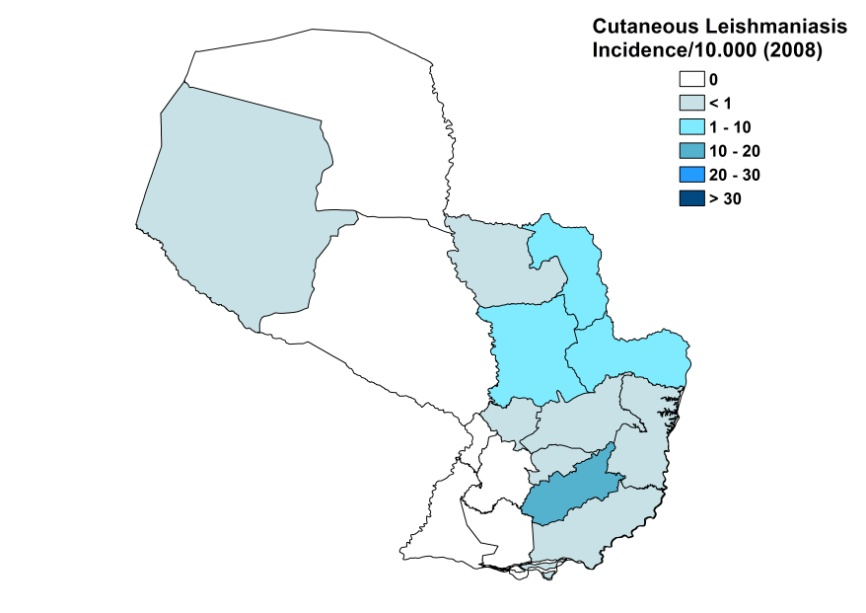 Cutaneous Leishmaniasis
Incidence/10.000 (2008)
0
< 1
1 - 10
10 - 20
20 - 30
> 30